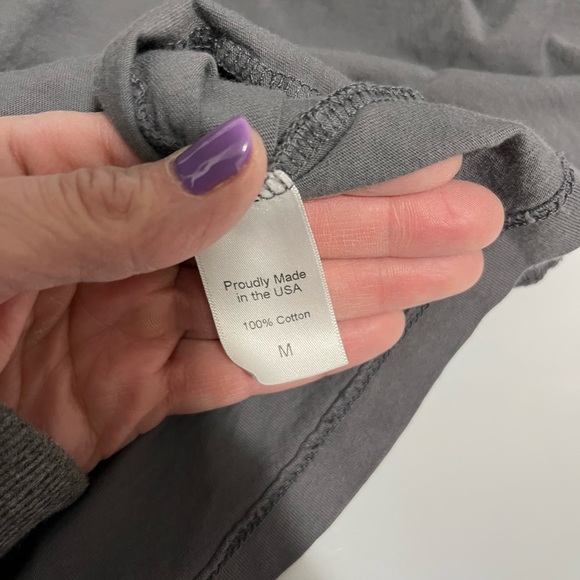 Proudly Made
in the USA
100% Cotton
M